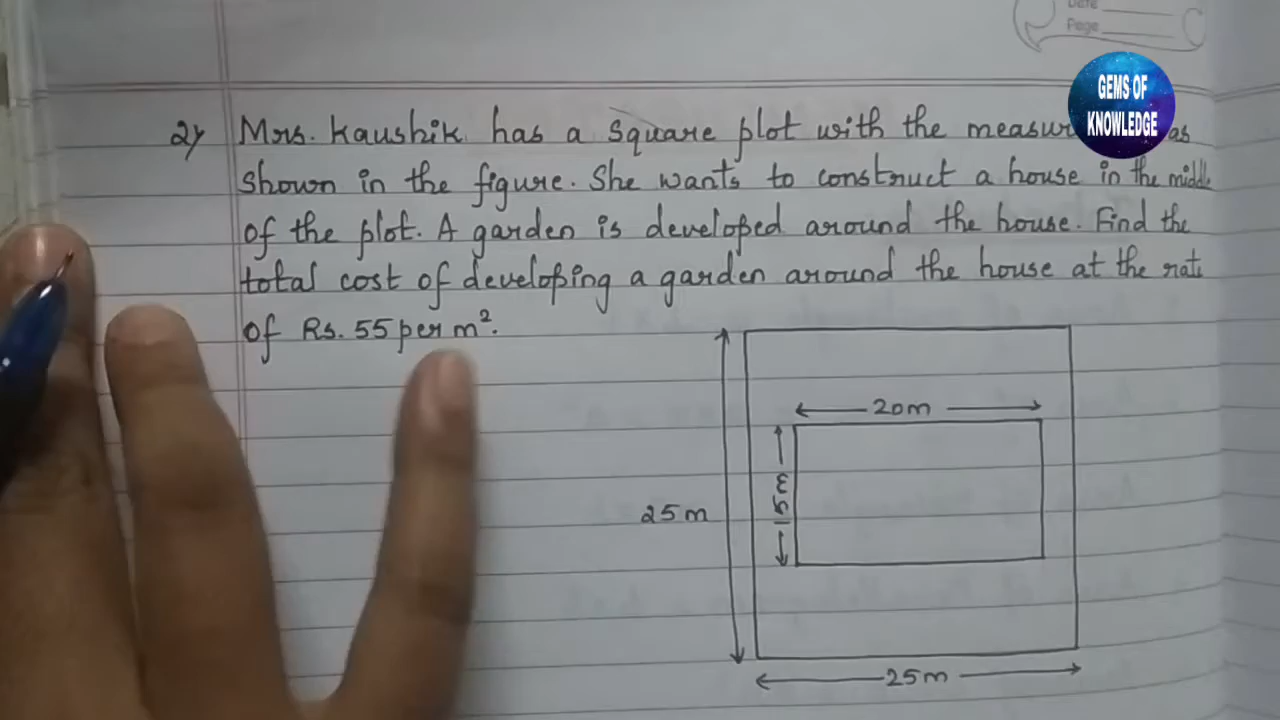 Date
Page
GEMS OF
KNOWLEDGE
2) Mrs. Kaushik has a square plot with the measur as
shown in the figure. She wants to construct a house in the middle
of the plot. A garden is developed around the house. Find the
total cost of developing a garden around the house at the rate
of Rs. 55 per m².
20m
15m
25m
25m